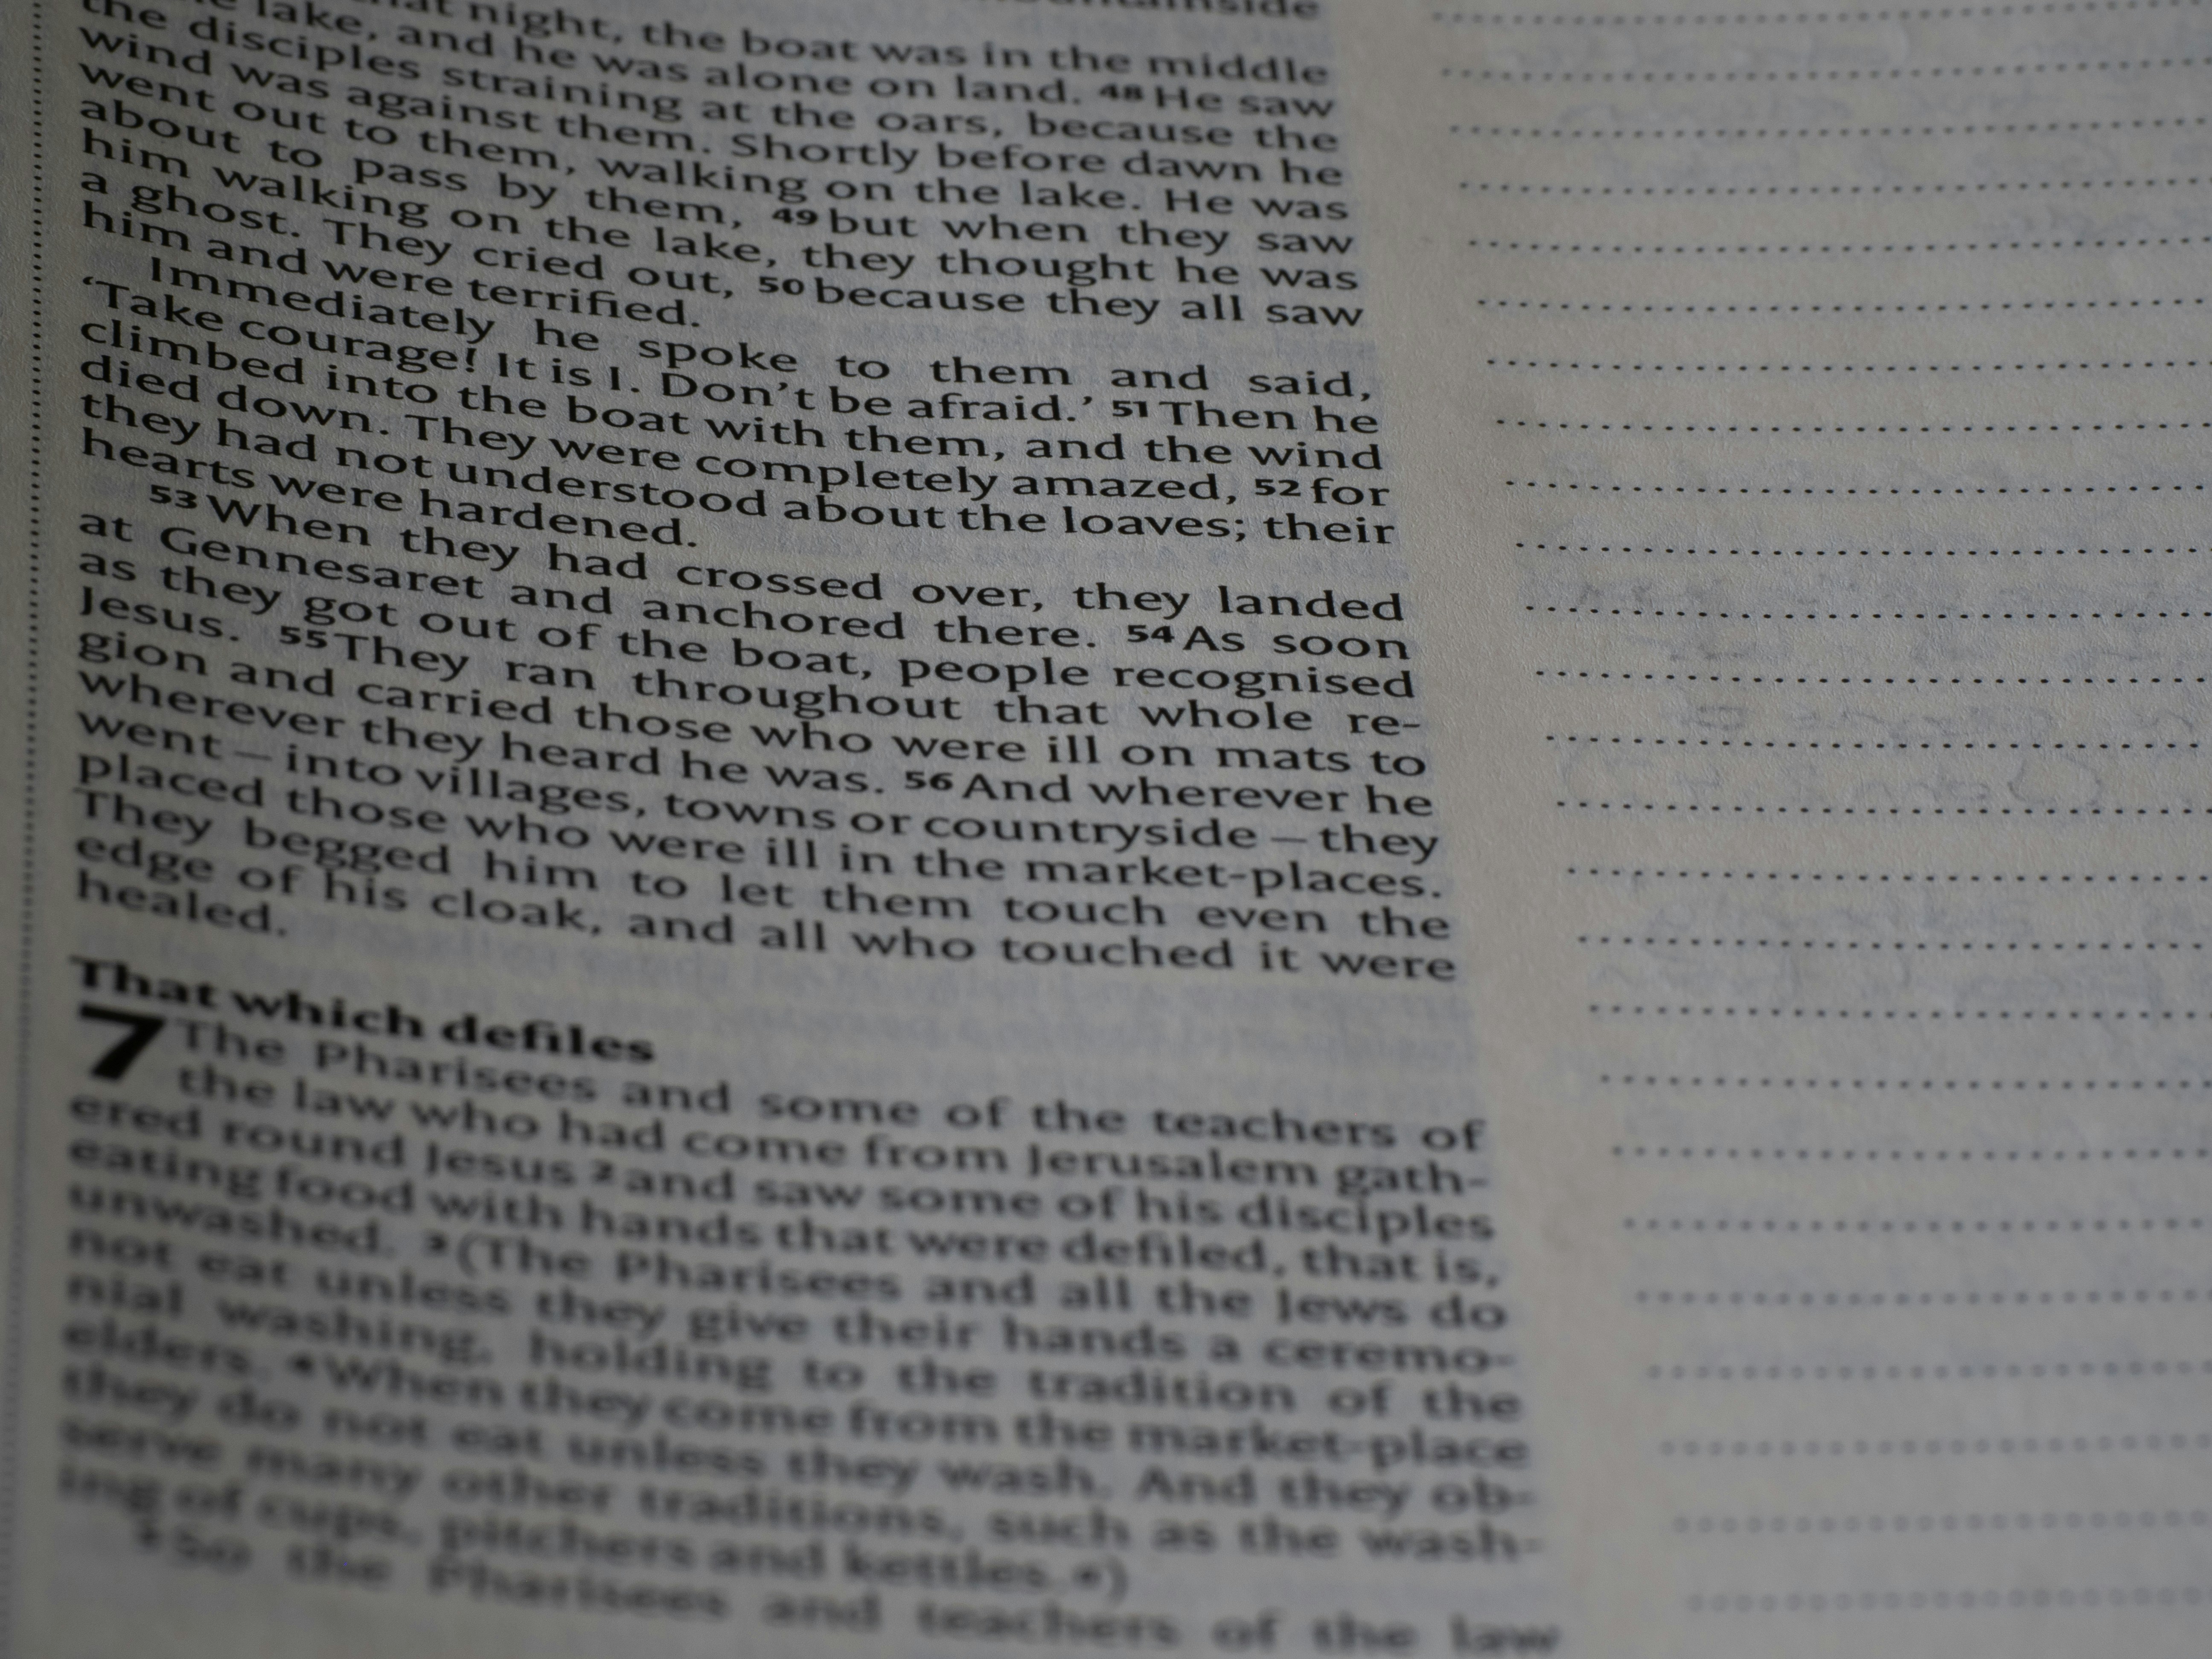 night, the boat was in the middle
lake, and he was alone on land. 48 He saw
the disciples straining at the oars, because the
wind was against them. Shortly before dawn he
went out to them, walking on the lake. He was
about to pass by them, 49 but when they saw
him walking on the lake, they thought he was
a ghost. They cried out, 50 because they all saw
him and were terrified.
Immediately he spoke to them and said,
‘Take courage! It is I. Don’t be afraid.’ 51 Then he
climbed into the boat with them, and the wind
died down. They were completely amazed, 52 for
they had not understood about the loaves; their
hearts were hardened.
53 When they had crossed over, they landed
at Gennesaret and anchored there. 54 As soon
as they got out of the boat, people recognised
Jesus. 55 They ran throughout that whole re-
gion and carried those who were ill on mats to
wherever they heard he was. 56 And wherever he
went – into villages, towns or countryside – they
placed those who were ill in the market-places.
They begged him to let them touch even the
edge of his cloak, and all who touched it were
healed.
That which defiles
7 The Pharisees and some of the teachers of
the law who had come from Jerusalem gath-
ered round Jesus 2 and saw some of his disciples
eating food with hands that were defiled, that is,
unwashed. 3 (The Pharisees and all the Jews do
not eat unless they give their hands a ceremo-
nial washing, holding to the tradition of the
elders. 4 When they come from the market-place
they do not eat unless they wash. And they ob-
serve many other traditions, such as the wash-
ing of cups, pitchers and kettles.)
5 So the Pharisees and teachers of the law